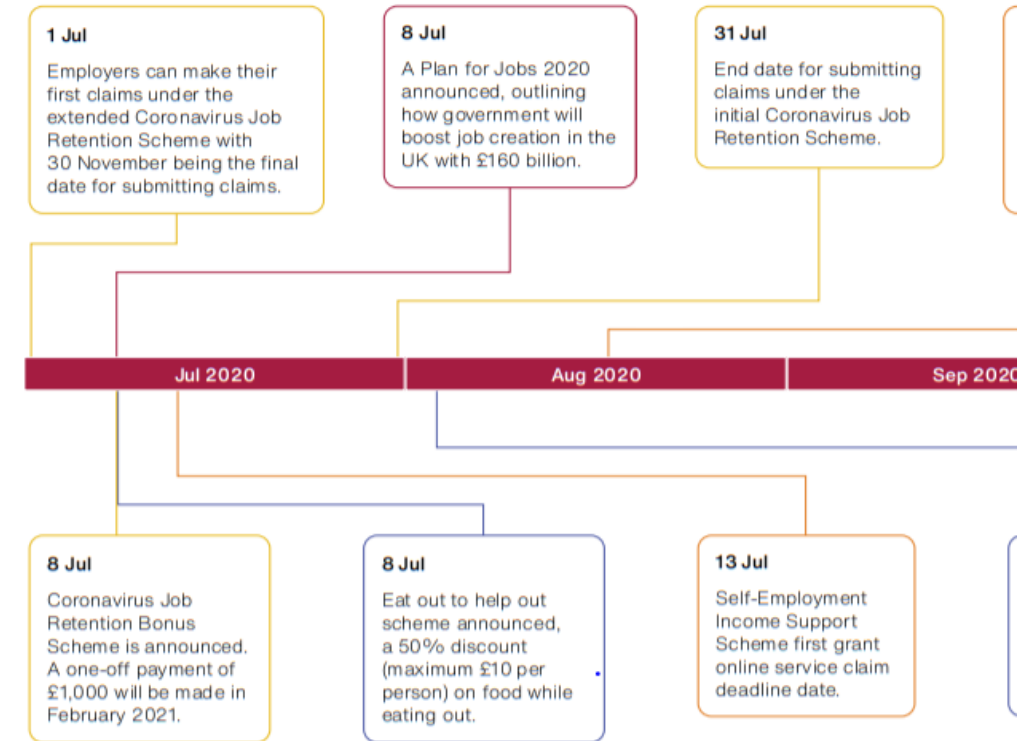 1 Jul
Employers can make their
first claims under the
extended Coronavirus Job
Retention Scheme with
30 November being the final
date for submitting claims.
8 Jul
A Plan for Jobs 2020
announced, outlining
how government will
boost job creation in the
UK with £160 billion.
31 Jul
End date for submitting
claims under the
initial Coronavirus Job
Retention Scheme.
Jul 2020
Aug 2020
Sep 2020
8 Jul
Coronavirus Job
Retention Bonus
Scheme is announced.
A one-off payment of
£1,000 will be made in
February 2021.
8 Jul
Eat out to help out
scheme announced,
a 50% discount
(maximum £10 per
person) on food while
eating out.
13 Jul
Self-Employment
Income Support
Scheme first grant
online service claim
deadline date.